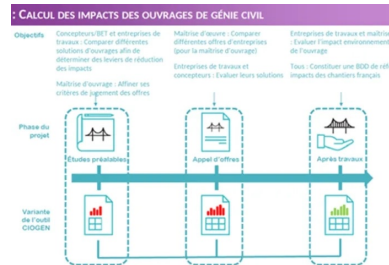 : CALCUL DES IMPACTS DES OUVRAGES DE GÉNIE CIVIL
Objectifs
Concepteurs/BET et entreprises de
travaux : Comparer différentes
solutions d'ouvrages afin de
déterminer des leviers de réduction
des impacts
Maîtrise d'ouvrage : Affiner ses
critères de jugement des offres
Maîtrise d'œuvre : Comparer
différentes offres d'entreprises
(pour la maîtrise d'ouvrage)
Entreprises de travaux et
concepteurs : Evaluer leurs solutions
Entreprises de travaux et maîtrise
: Evaluer l'impact environnement
de l'ouvrage
Tous : Constituer une BDD de réf
impacts des chantiers français
Phase du
projet
Études préalables
Appel d'offres
Après travaux
Variante
de l'outil
CIOGEN